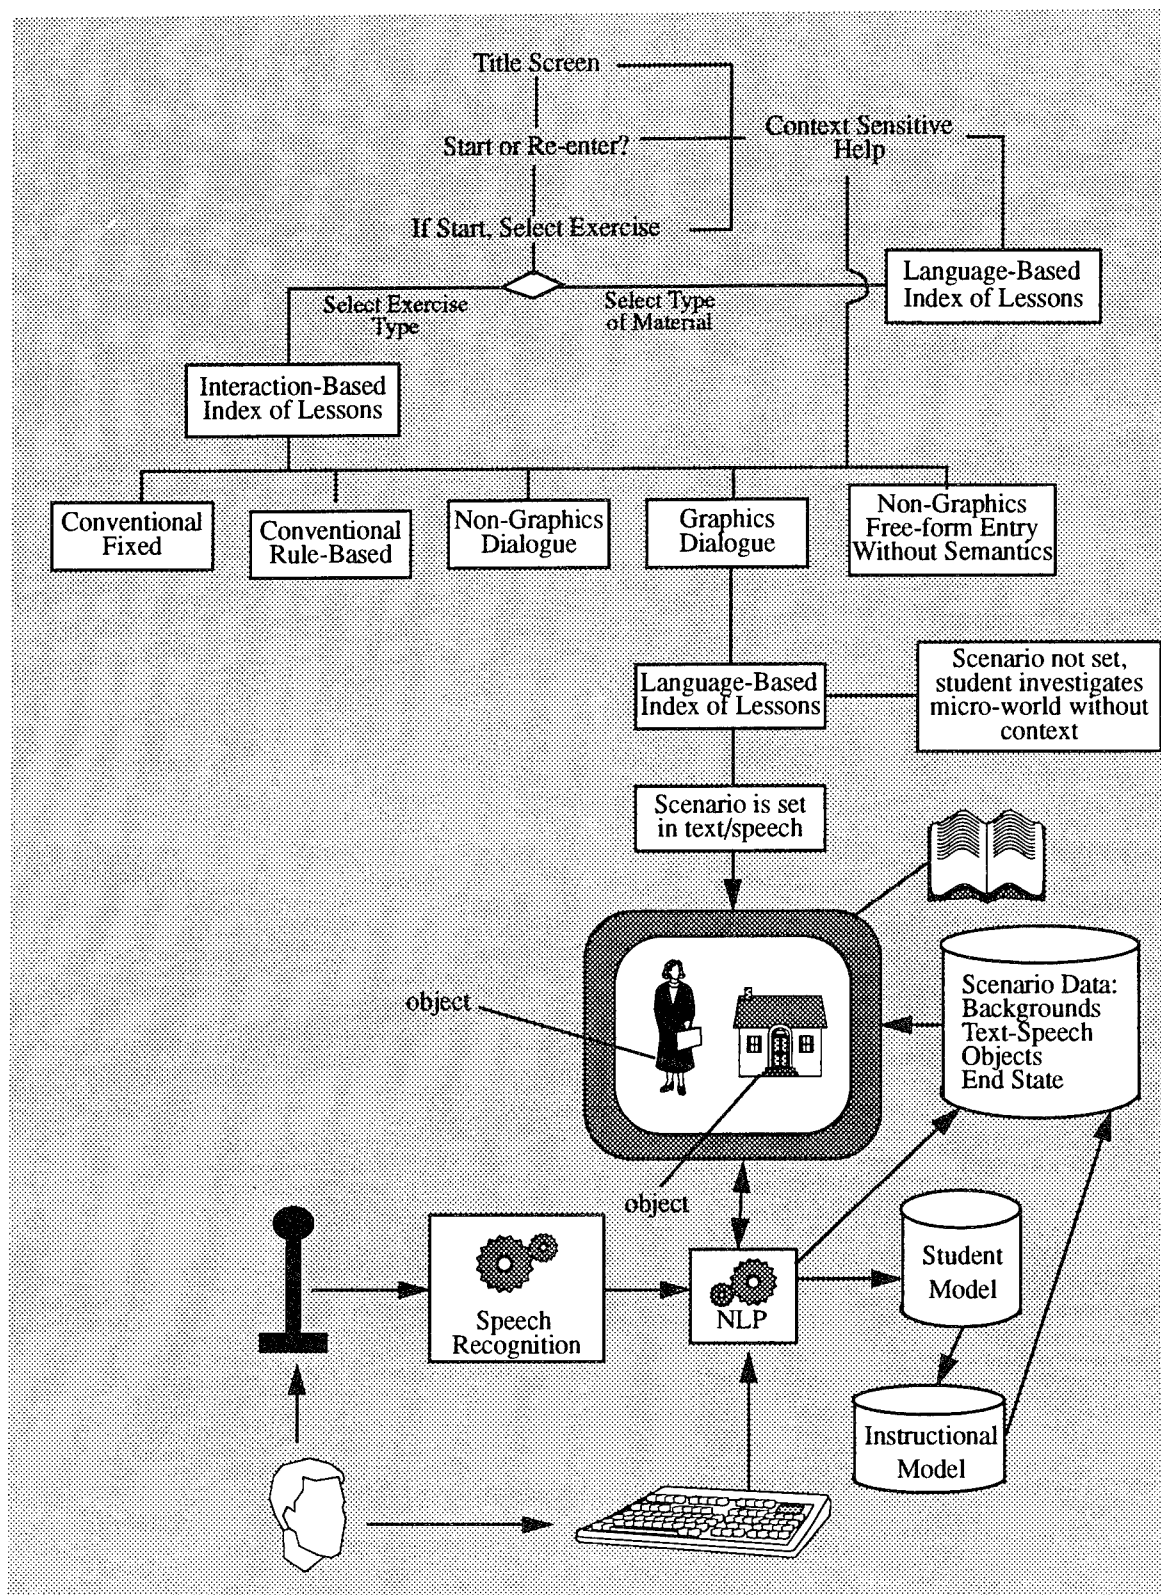 Title Screen
Start or Re-enter?
Context Sensitive
Help
If Start, Select Exercise
Select Exercise
Type
Select Type
of Material
Language-Based
Index of Lessons
Interaction-Based
Index of Lessons
Conventional
Fixed
Conventional
Rule-Based
Non-Graphics
Dialogue
Graphics
Dialogue
Non-Graphics
Free-form Entry
Without Semantics
Language-Based
Index of Lessons
Scenario not set,
student investigates
micro-world without
context
Scenario is set
in text/speech
object
Scenario Data:
Backgrounds
Text-Speech
Objects
End State
object
Speech
Recognition
NLP
Student
Model
Instructional
Model